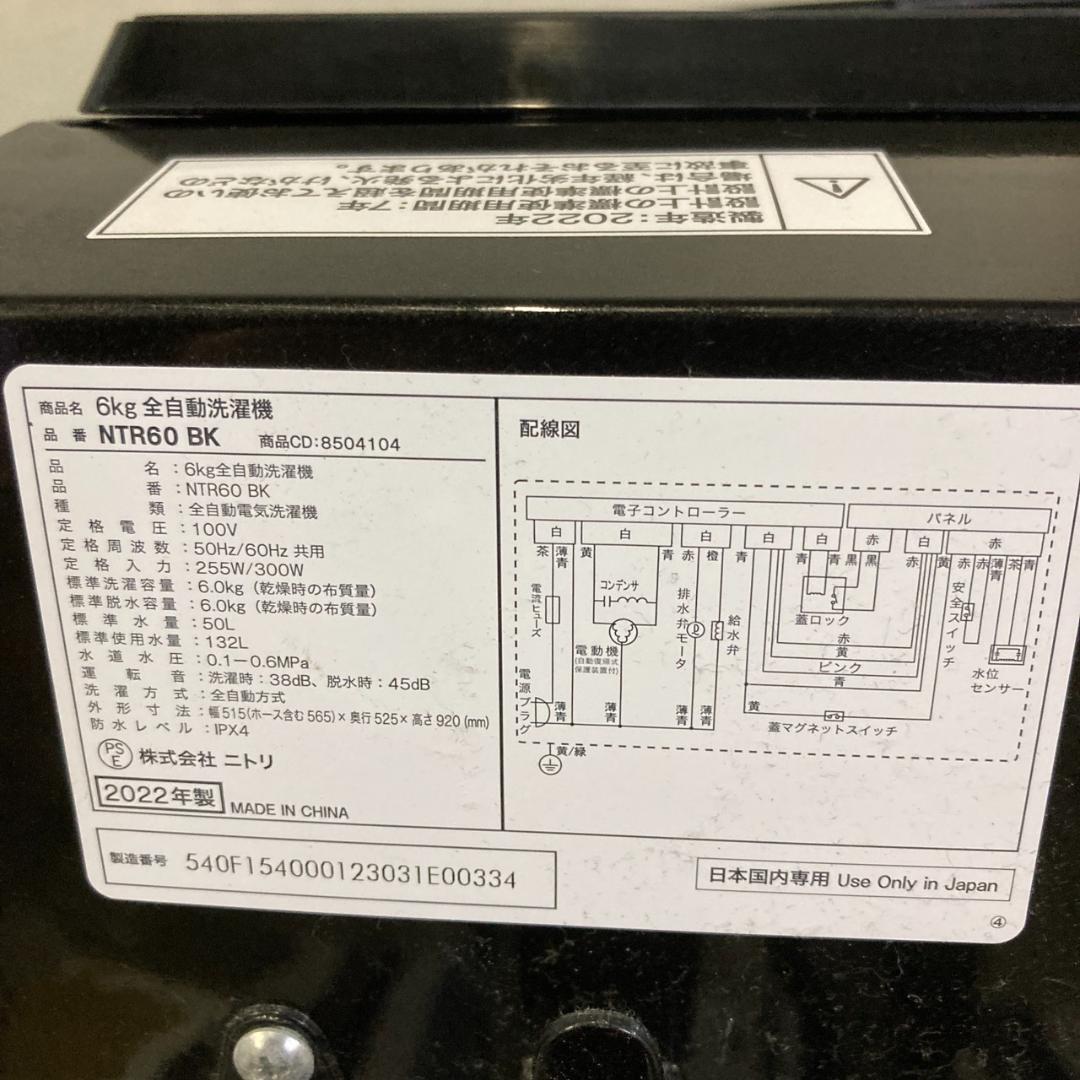 製造年:2022年
設計上の標準使用期間:7年
設計上の標準使用期間を超えてお使いの
場合は、経年劣化による発火、けがなどの
事故に至るおそれがあります。
商品名 6kg 全自動洗濯機
品番 NTR60 BK 商品CD:8504104
品名:6kg全自動洗濯機
品番:NTR60 BK
種類:全自動電気洗濯機
定格電圧:100V
定格周波数:50Hz/60Hz 共用
定格入力:255W/300W
標準洗濯容量:6.0kg(乾燥時の布質量)
標準脱水容量:6.0kg(乾燥時の布質量)
標準水量:50L
標準使用水量:132L
水道水圧:0.1-0.6MPa
運転音:洗濯時:38dB、脱水時:45dB
洗濯方式:全自動方式
外形寸法:幅515(ホース含む565)×奥行525×高さ920(mm)
防水レベル:IPX4
PSE 株式会社 ニトリ
2022年製 MADE IN CHINA
製造番号 540F154000123031E00334
配線図
電子コントローラー パネル
白 白 白 白 白 赤 白 赤
茶 薄青 黄 青 赤 橙 青 青 黒 黒 赤 青 黄 赤 赤 薄青 茶 青
電流ヒューズ
コンデンサ
電動機
(自動復帰式
保護装置付)
排水弁モータ
給水弁
蓋ロック
安全スイッチ
赤
黄
ピンク
青
水位
センサー
電源プラグ
薄青 薄青 薄青 薄青
黄
蓋マグネットスイッチ
黄/緑
日本国内専用 Use Only in Japan
④